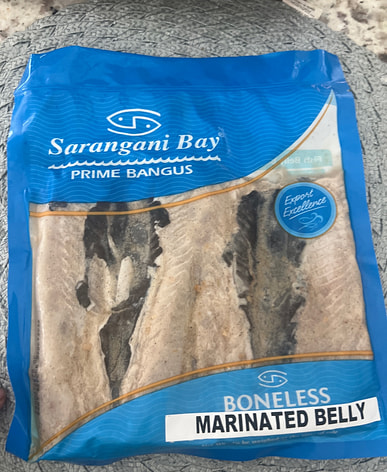 Sarangani Bay
PRIME BANGUS
Export
Excellence
BONELESS
MARINATED BELLY